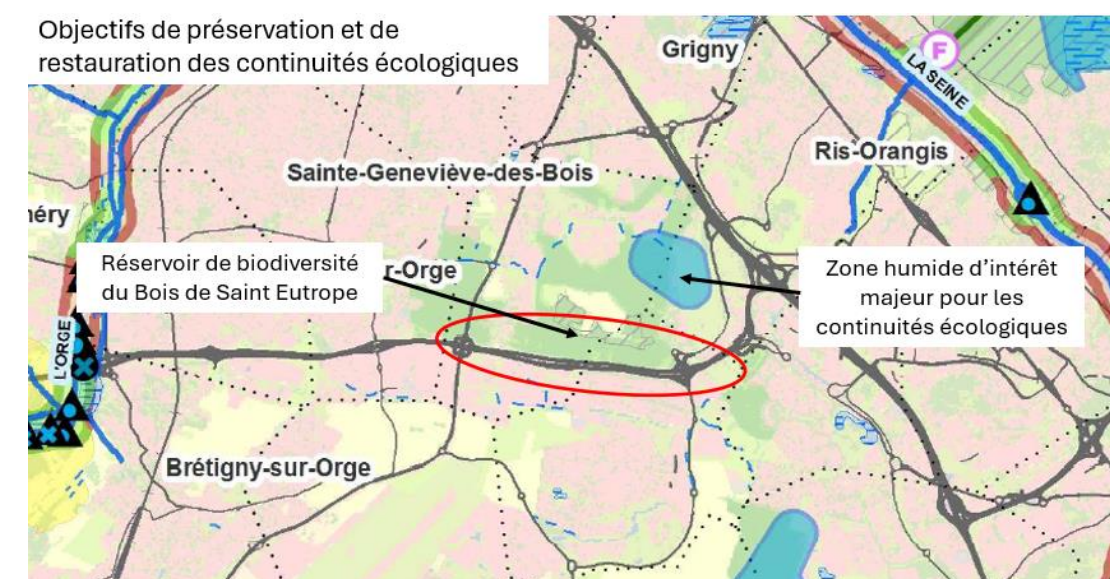 Objectifs de préservation et de
restauration des continuités écologiques
Grigny
F
LA SEINE
Ris-Orangis
Sainte-Geneviève-des-Bois
héry
Réservoir de biodiversité
du Bois de Saint Eutrope
r-Orge
Zone humide d’intérêt
majeur pour les
continuités écologiques
L'ORGE
Brétigny-sur-Orge